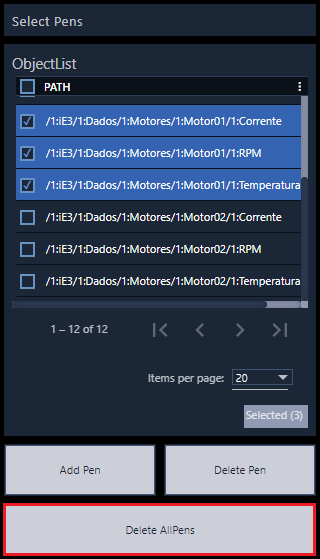 Select Pens
ObjectList
PATH
/1:iE3/1:Dados/1:Motores/1:Motor01/1:Corrente
/1:iE3/1:Dados/1:Motores/1:Motor01/1:RPM
/1:iE3/1:Dados/1:Motores/1:Motor01/1:Temperatura
/1:iE3/1:Dados/1:Motores/1:Motor02/1:Corrente
/1:iE3/1:Dados/1:Motores/1:Motor02/1:RPM
/1:iE3/1:Dados/1:Motores/1:Motor02/1:Temperatura
1 – 12 of 12
Items per page: 20
Selected (3)
Add Pen Delete Pen
Delete AllPens